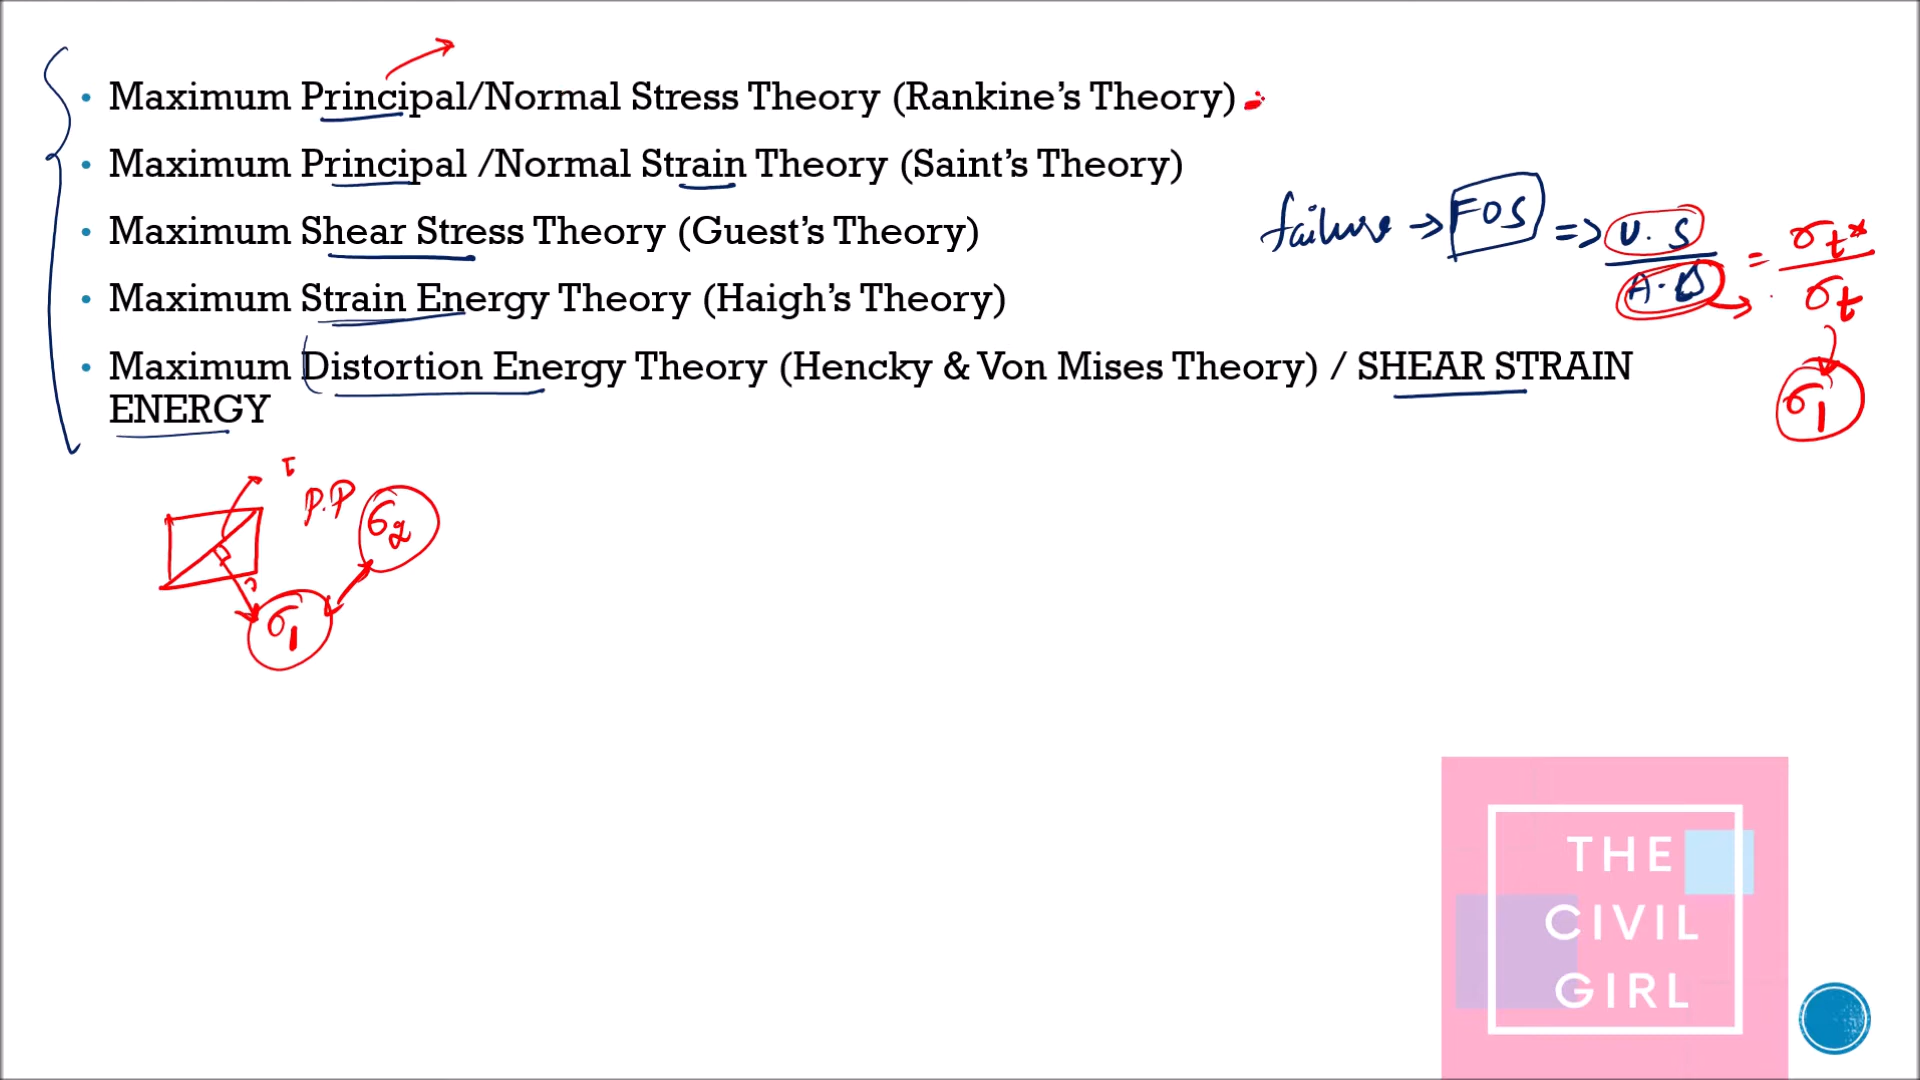 • Maximum Principal/Normal Stress Theory (Rankine’s Theory)
• Maximum Principal /Normal Strain Theory (Saint’s Theory)
• Maximum Shear Stress Theory (Guest’s Theory)
• Maximum Strain Energy Theory (Haigh’s Theory)
• Maximum Distortion Energy Theory (Hencky & Von Mises Theory) / SHEAR STRAIN
ENERGY
failure → FOS => U.S / A.S = σt* / σt
σ1
P.P σ2
σ1
THE
CIVIL
GIRL